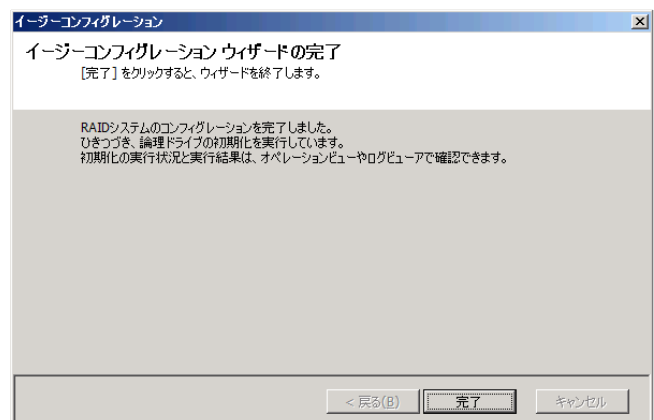 イージーコンフィグレーション
イージーコンフィグレーション ウィザードの完了
[完了] をクリックすると、ウィザードを終了します。
RAIDシステムのコンフィグレーションを完了しました。
ひきつづき、論理ドライブの初期化を実行しています。
初期化の実行状況と実行結果は、オペレーションビューやログビューアで確認できます。
< 戻る(B) 完了 キャンセル